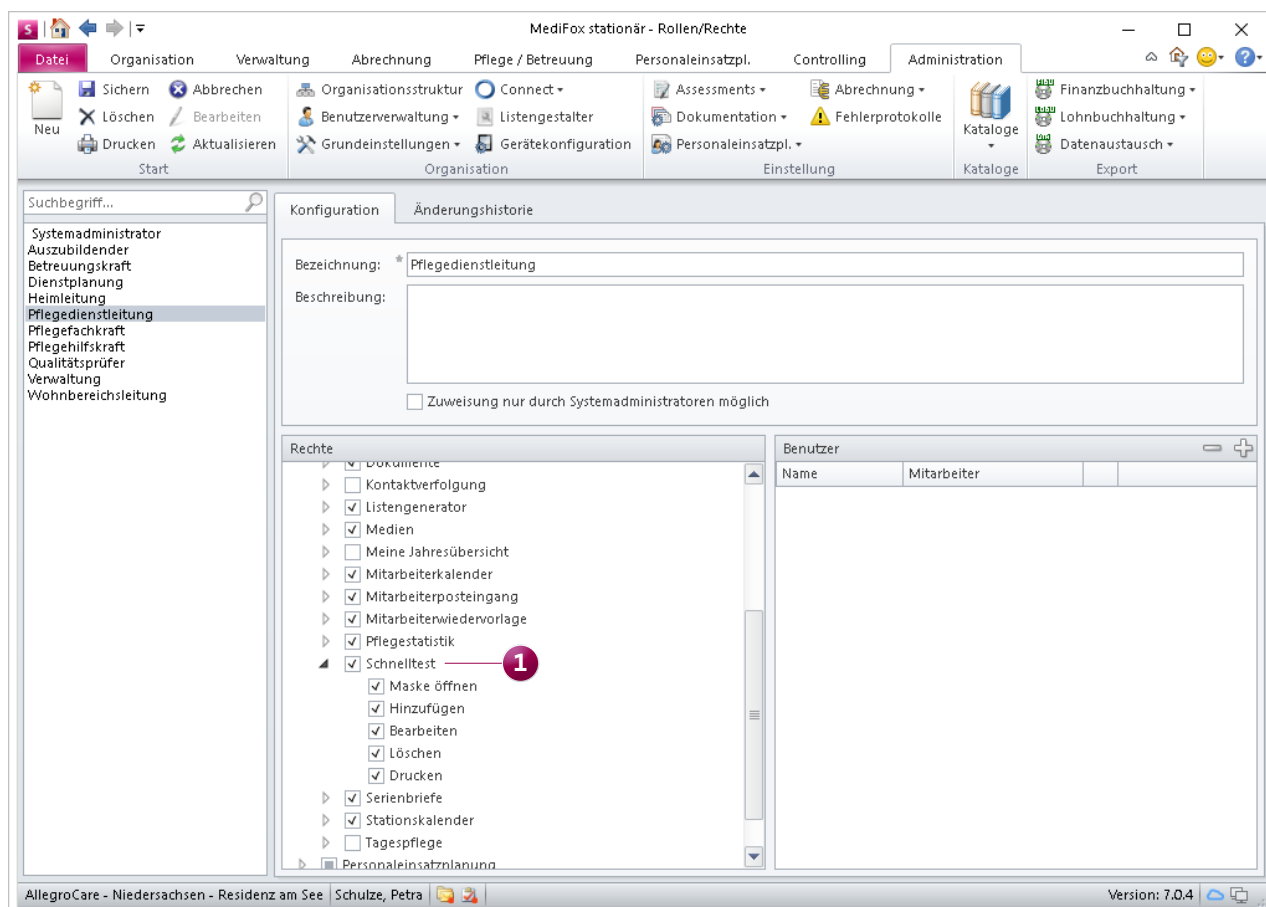 S
MediFox stationär - Rollen/Rechte
Datei Organisation Verwaltung Abrechnung Pflege / Betreuung Personaleinsatzpl. Controlling Administration
Neu
Sichern Abbrechen
Löschen Bearbeiten
Drucken Aktualisieren
Start
Organisationsstruktur Connect
Benutzerverwaltung Listengestalter
Grundeinstellungen Gerätekonfiguration
Organisation
Assessments Abrechnung
Dokumentation Fehlerprotokolle
Personaleinsatzpl.
Einstellung
Kataloge
Kataloge
Finanzbuchhaltung
Lohnbuchhaltung
Datenaustausch
Export
Suchbegriff...
Systemadministrator
Auszubildender
Betreuungskraft
Dienstplanung
Heimleitung
Pflegedienstleitung
Pflegefachkraft
Pflegehilfskraft
Qualitätsprüfer
Verwaltung
Wohnbereichsleitung
Konfiguration Änderungshistorie
Bezeichnung: * Pflegedienstleitung
Beschreibung:
Zuweisung nur durch Systemadministratoren möglich
Rechte
Dokumente
Kontaktverfolgung
Listengenerator
Medien
Meine Jahresübersicht
Mitarbeiterkalender
Mitarbeiterposteingang
Mitarbeiterwiedervorlage
Pflegestatistik
Schnelltest 1
Maske öffnen
Hinzufügen
Bearbeiten
Löschen
Drucken
Serienbriefe
Stationskalender
Tagespflege
Personaleinsatzplanung
Benutzer
Name Mitarbeiter
AllegroCare - Niedersachsen - Residenz am See Schulze, Petra Version: 7.0.4